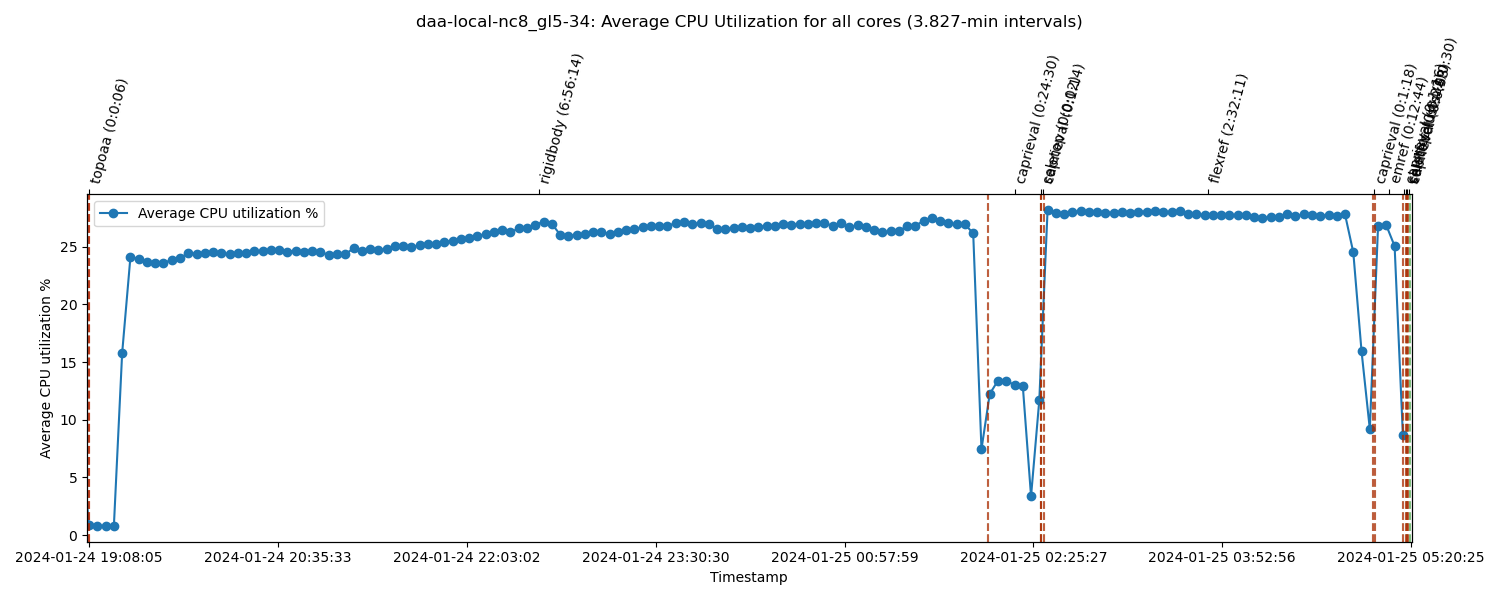 daa-local-nc8_gl5-34: Average CPU Utilization for all cores (3.827-min intervals)
topoaa (0:0:06)
rigidbody (6:56:14)
caprieval (0:24:30)
flexref (2:32:11)
caprieval (0:1:18)
emref (0:12:44)
Average CPU utilization %
Average CPU utilization %
25
20
15
10
5
0
2024-01-24 19:08:05
2024-01-24 20:35:33
2024-01-24 22:03:02
2024-01-24 23:30:30
2024-01-25 00:57:59
2024-01-25 02:25:27
2024-01-25 03:52:56
2024-01-25 05:20:25
Timestamp